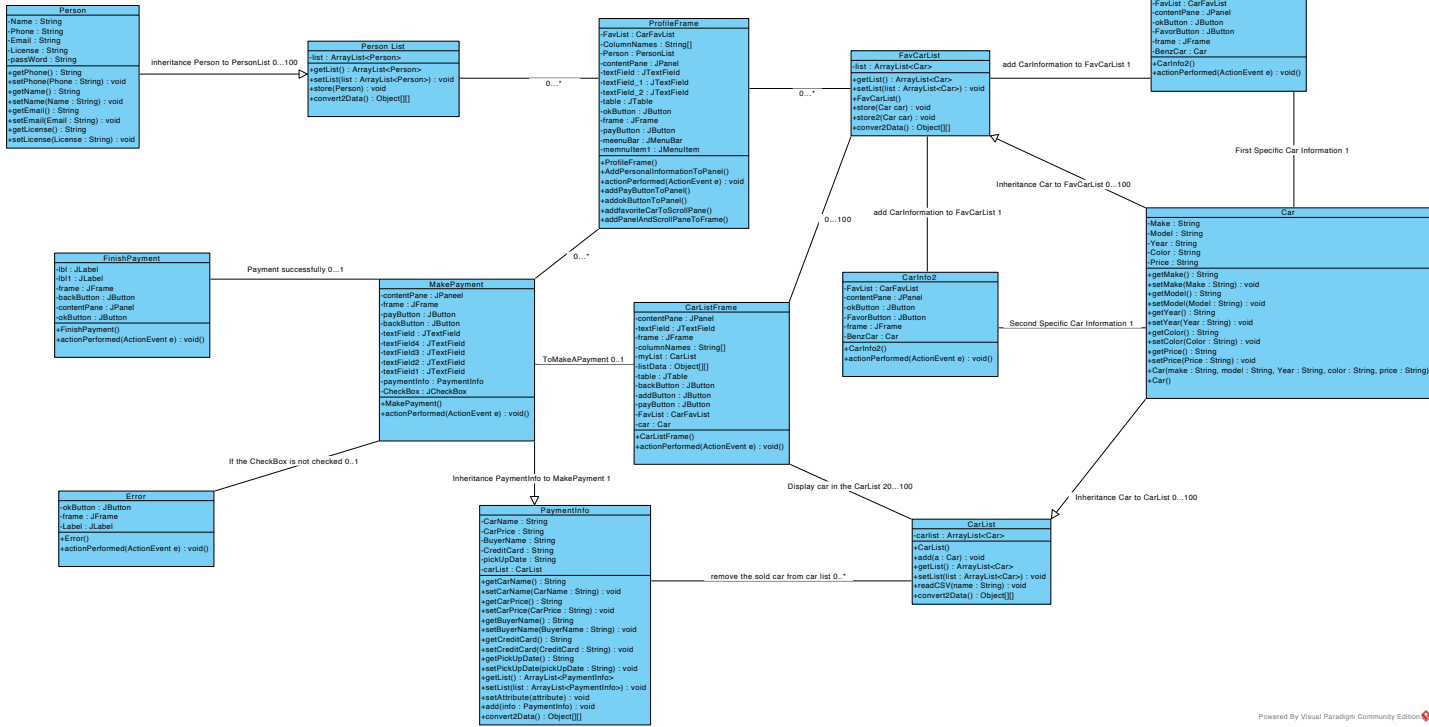 Person
-Name : String
-Phone : String
-Email : String
-License : String
-passWord : String
+getPhone() : String
+setPhone(Phone : String) : void
+getName() : String
+setName(Name : String) : void
+getEmail() : String
+setEmail(Email : String) : void
+getLicense() : String
+setLicense(License : String) : void
inheritance Person to PersonList 0...100
Person List
-list : ArrayList<Person>
+getList() : ArrayList<Person>
+setList(list : ArrayList<Person>) : void
+store(Person) : void
+convert2Data() : Object[][]
0...*
ProfileFrame
-FavList : CarFavList
-ColumnNames : String[]
-Person : PersonList
-contentPane : JPanel
-textField : JTextField
-textField_1 : JTextField
-textField_2 : JTextField
-table : JTable
-okButton : JButton
-frame : JFrame
-payButton : JButton
-meenuBar : JMenuBar
-memnuItem1 : JMenuItem
+ProfileFrame()
+AddPersonalInformationToPanel()
+actionPerformed(ActionEvent e) : void
+addPayButtonToPanel()
+addokButtonToPanel()
+addfavoriteCarToScrollPane()
+addPanelAndScrollPaneToFrame()
0...*
FavCarList
-list : ArrayList<Car>
+getList() : ArrayList<Car>
+setList(list : ArrayList<Car>) : void
+FavCarList()
+store(Car car) : void
+store2(Car car) : void
+conver2Data() : Object[][]
add CarInformation to FavCarList 1
-FavList : CarFavList
-contentPane : JPanel
-okButton : JButton
-FavorButton : JButton
-frame : JFrame
-BenzCar : Car
+CarInfo2()
+actionPerformed(ActionEvent e) : void()
First Specific Car Information 1
Inheritance Car to FavCarList 0...100
add CarInformation to FavCarList 1
0...100
0...*
Car
-Make : String
-Model : String
-Year : String
-Color : String
-Price : String
+getMake() : String
+setMake(Make : String) : void
+getModel() : String
+setModel(Model : String) : void
+getYear() : String
+setYear(Year : String) : void
+getColor() : String
+setColor(Color : String) : void
+getPrice() : String
+setPrice(Price : String) : void
+Car(make : String, model : String, Year : String, color : String, price : String)
+Car()
FinishPayment
-lbl : JLabel
-lbl1 : JLabel
-frame : JFrame
-backButton : JButton
-contentPane : JPanel
-okButton : JButton
+FinishPayment()
+actionPerformed(ActionEvent e) : void()
Payment successfully 0...1
MakePayment
-contentPane : JPaneel
-frame : JFrame
-payButton : JButton
-backButton : JButton
-textField : JTextField
-textField4 : JTextField
-textField3 : JTextField
-textField2 : JTextField
-textField1 : JTextField
-paymentInfo : PaymentInfo
-CheckBox : JCheckBox
+MakePayment()
+actionPerformed(ActionEvent e) : void()
ToMakeAPayment 0..1
CarListFrame
-contentPane : JPanel
-textField : JTextField
-frame : JFrame
-columnNames : String[]
-myList : CarList
-listData : Object[][]
-table : JTable
-backButton : JButton
-addButton : JButton
-payButton : JButton
-FavList : CarFavList
-car : Car
+CarListFrame()
+actionPerformed(ActionEvent e) : void()
CarInfo2
-FavList : CarFavList
-contentPane : JPanel
-okButton : JButton
-FavorButton : JButton
-frame : JFrame
-BenzCar : Car
+CarInfo2()
+actionPerformed(ActionEvent e) : void()
Second Specific Car Information 1
If the CheckBox is not checked 0..1
Inheritance PaymentInfo to MakePayment 1
Display car in the CarList 20...100
Inheritance Car to CarList 0...100
Error
-okButton : JButton
-frame : JFrame
-Label : JLabel
+Error()
+actionPerformed(ActionEvent e) : void()
PaymentInfo
-CarName : String
-CarPrice : String
-BuyerName : String
-CreditCard : String
-pickUpDate : String
-carList : CarList
+getCarName() : String
+setCarName(CarName : String) : void
+getCarPrice() : String
+setCarPrice(CarPrice : String) : void
+getBuyerName() : String
+setBuyerName(BuyerName : String) : void
+getCreditCard() : String
+setCreditCard(CreditCard : String) : void
+getPickUpDate() : String
+setPickUpDate(pickUpDate : String) : void
+getList() : ArrayList<PaymentInfo>
+setList(list : ArrayList<PaymentInfo>) : void
+setAttribute(attribute) : void
+add(info : PaymentInfo) : void
+convert2Data() : Object[][]
remove the sold car from car list 0..*
CarList
-carlist : ArrayList<Car>
+CarList()
+add(a : Car) : void
+getList() : ArrayList<Car>
+setList(list : ArrayList<Car>) : void
+readCSV(name : String) : void
+convert2Data() : Object[][]
Powered By Visual Paradigm Community Edition